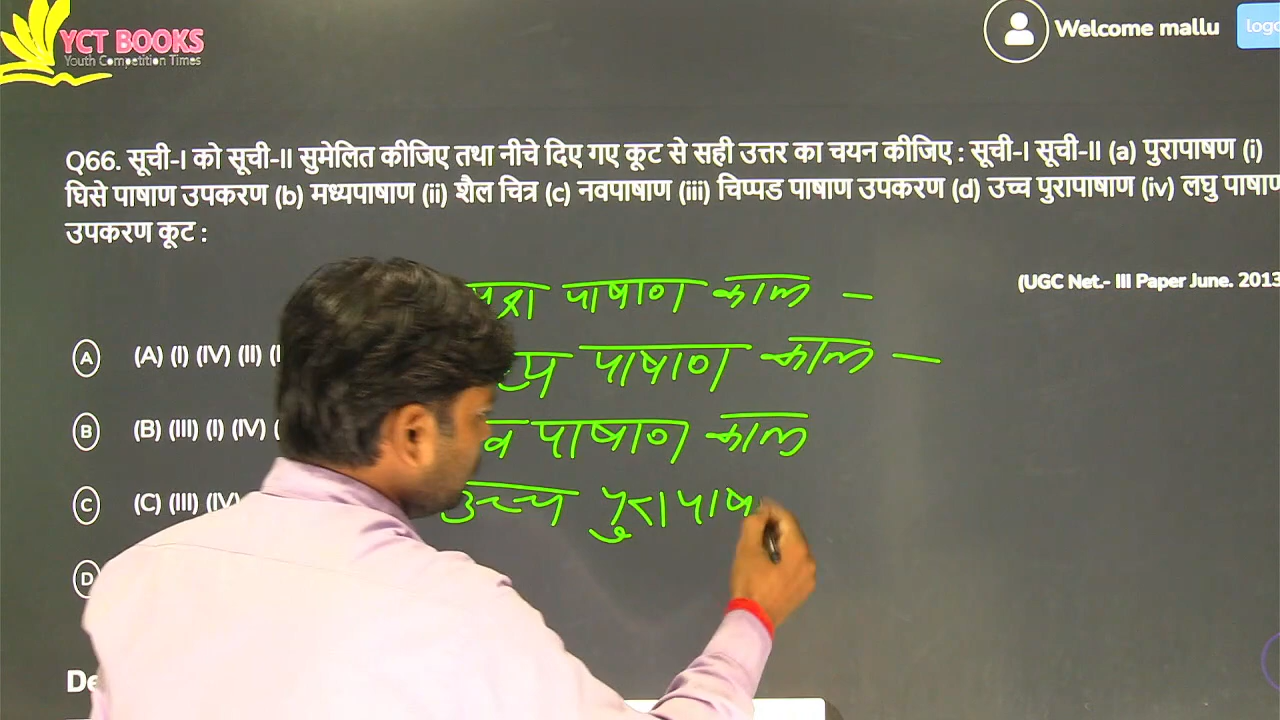 YCT BOOKS
Youth Competition Times
Welcome mallu
Q66. सूची-I को सूची-II सुमेलित कीजिए तथा नीचे दिए गए कूट से सही उत्तर का चयन कीजिए : सूची-I सूची-II (a) पुरापाषण (i)
घिसे पाषाण उपकरण (b) मध्यपाषाण (ii) शैल चित्र (c) नवपाषाण (iii) चिप्पड पाषाण उपकरण (d) उच्च पुरापाषाण (iv) लघु
उपकरण कूट :
(UGC Net.- III Paper June. 2013
पाषाण काल –
A (A) (I) (IV) (II)
पाषाण काल –
B (B) (III) (I) (IV)
पाषाण काल
C (C) (III)
उच्च पुरापाष
D